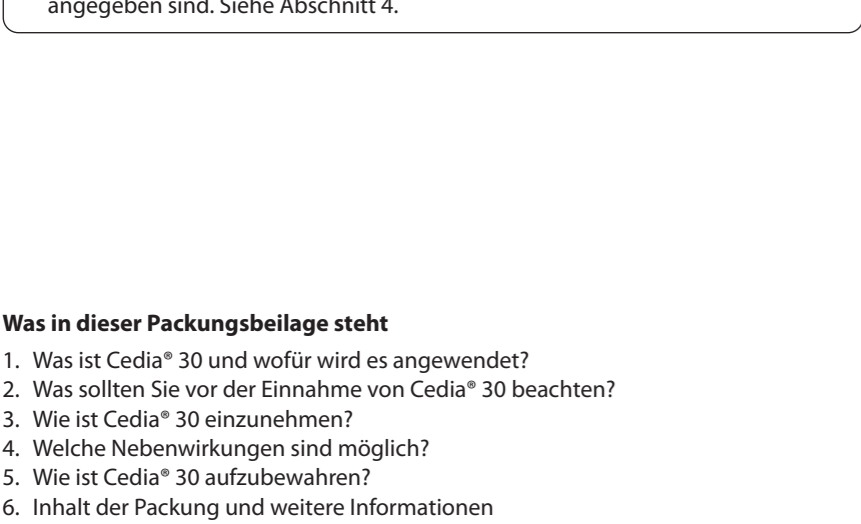 angegeben sind. Siehe Abschnitt 4.
Was in dieser Packungsbeilage steht
1. Was ist Cedia® 30 und wofür wird es angewendet?
2. Was sollten Sie vor der Einnahme von Cedia® 30 beachten?
3. Wie ist Cedia® 30 einzunehmen?
4. Welche Nebenwirkungen sind möglich?
5. Wie ist Cedia® 30 aufzubewahren?
6. Inhalt der Packung und weitere Informationen